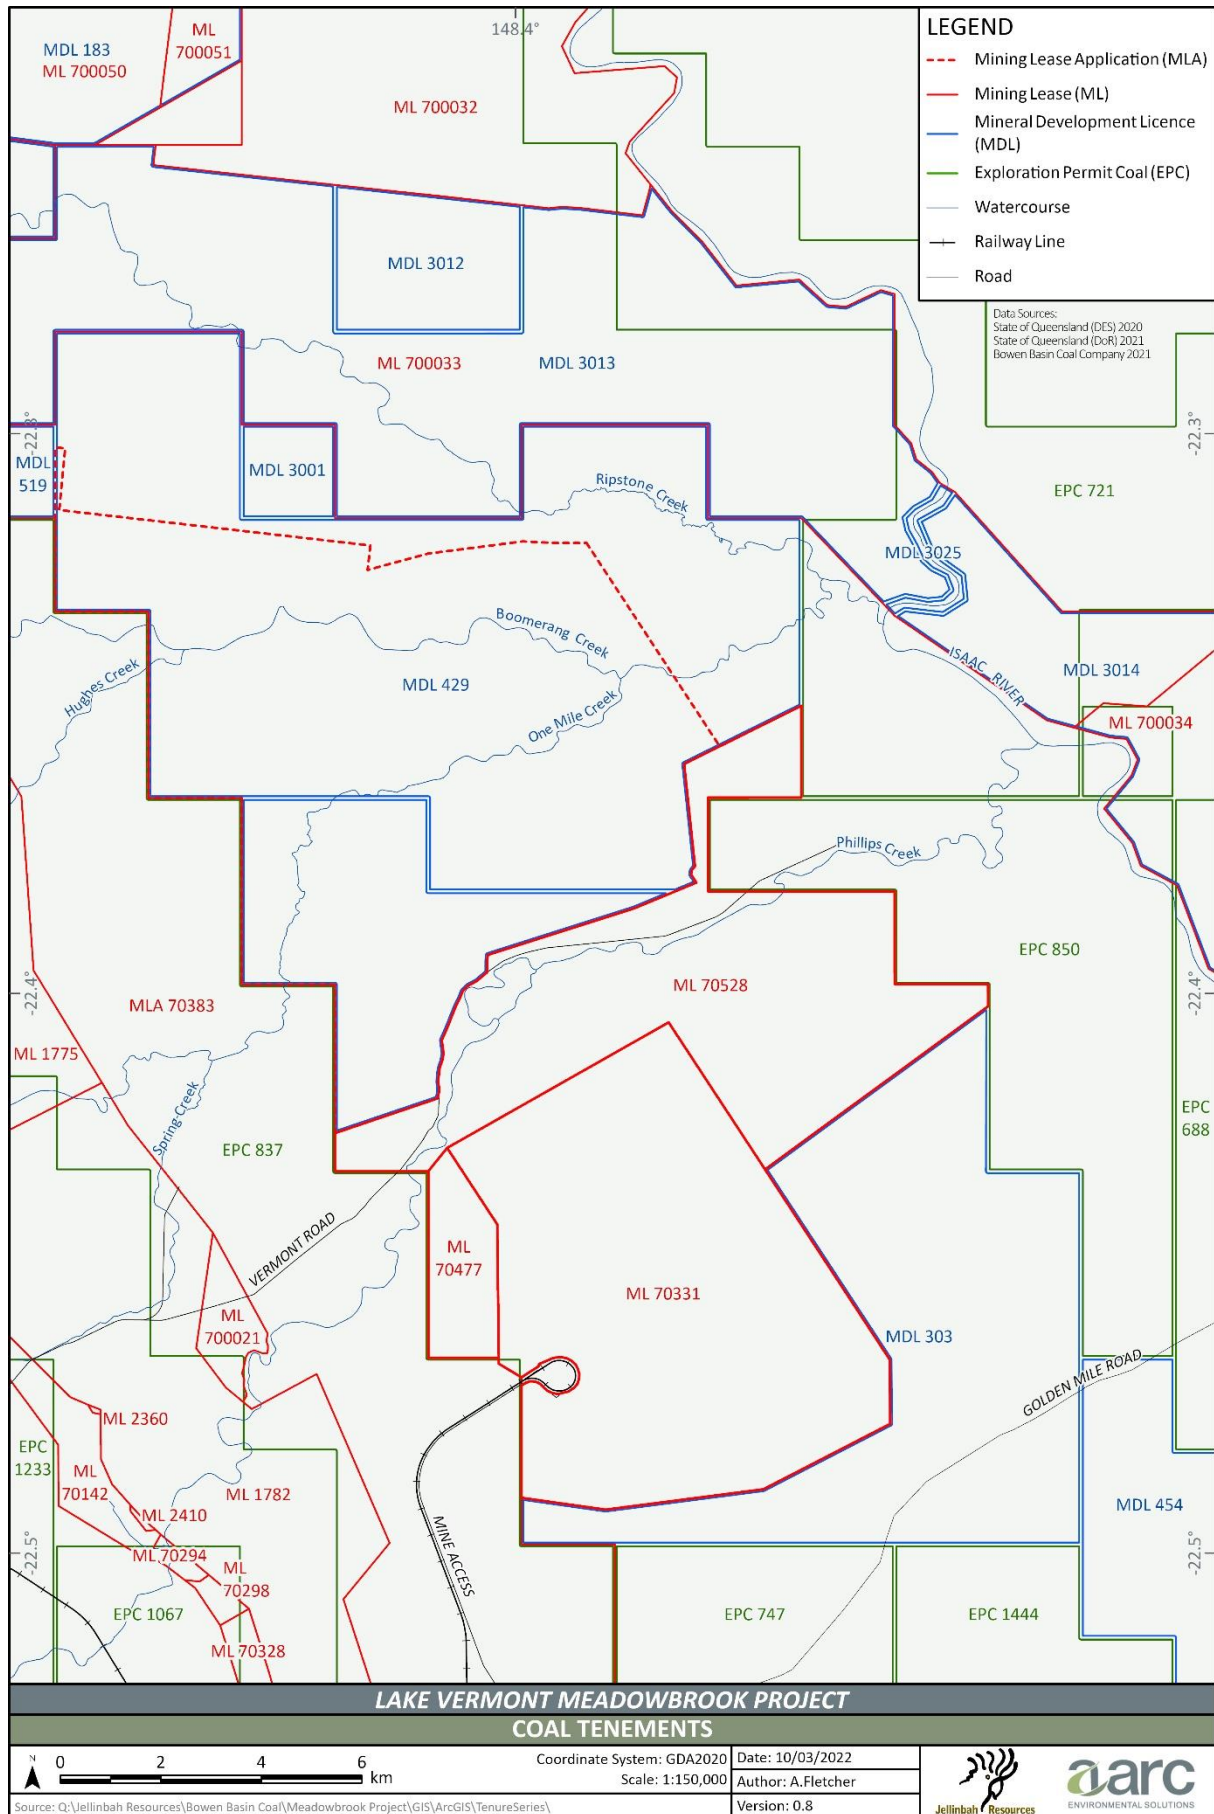 148.4°
LEGEND
Mining Lease Application (MLA)
Mining Lease (ML)
Mineral Development Licence
(MDL)
Exploration Permit Coal (EPC)
Watercourse
Railway Line
Road
Data Sources:
State of Queensland (DES) 2020
State of Queensland (DoR) 2021
Bowen Basin Coal Company 2021
MDL 183
ML 700050
ML
700051
ML 700032
MDL 3012
ML 700033
MDL 3013
-22.3°
-22.3°
MDL
519
MDL 3001
Ripstone Creek
EPC 721
MDL 3025
Boomerang Creek
Hughes Creek
MDL 429
One Mile Creek
ISAAC RIVER
MDL 3014
ML 700034
Phillips Creek
EPC 850
ML 70528
-22.4°
-22.4°
MLA 70383
ML 1775
Spring Creek
EPC 837
EPC
688
VERMONT ROAD
ML
70477
ML 70331
ML
700021
MDL 303
GOLDEN MILE ROAD
ML 2360
EPC
1233
ML
70142
ML 1782
ML 2410
MDL 454
MINE ACCESS
-22.5°
-22.5°
ML 70294
ML
70298
EPC 1067
EPC 747
EPC 1444
ML 70328
LAKE VERMONT MEADOWBROOK PROJECT
COAL TENEMENTS
N
0 2 4 6
km
Coordinate System: GDA2020
Scale: 1:150,000
Date: 10/03/2022
Author: A.Fletcher
Version: 0.8
Source: Q:\Jellinbah Resources\Bowen Basin Coal\Meadowbrook Project\GIS\ArcGIS\TenureSeries\
Jellinbah Resources
aarc
ENVIRONMENTAL SOLUTIONS